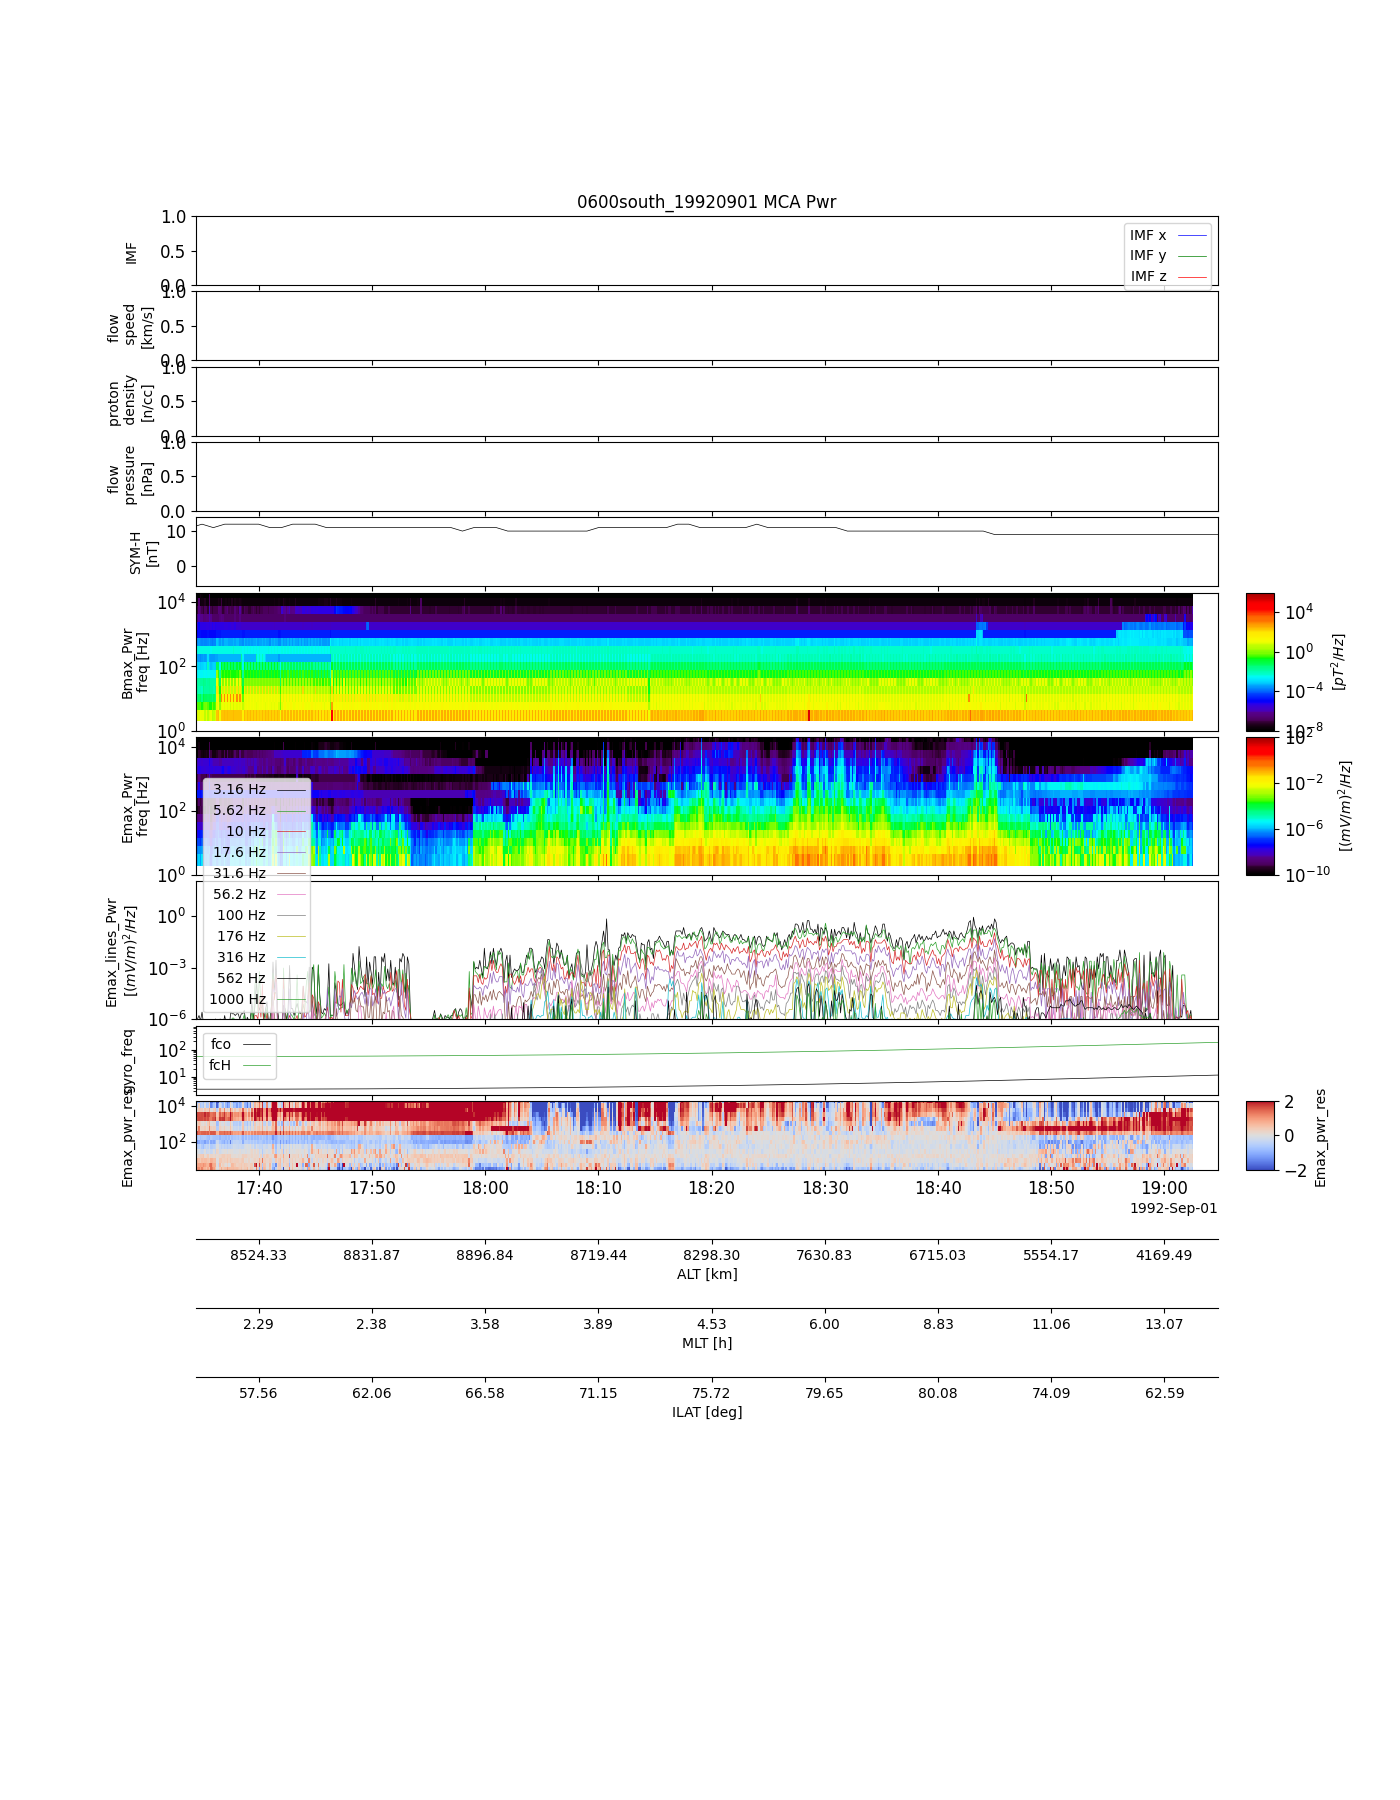 0600south_19920901 MCA Pwr
1.0
0.5
0.0
IMF
IMF x
IMF y
IMF z
1.0
0.5
0.0
flow
speed
[km/s]
1.0
0.5
0.0
proton
density
[n/cc]
1.0
0.5
0.0
flow
pressure
[nPa]
10
0
SYM-H
[nT]
10^4
10^2
10^0
Bmax_Pwr
freq [Hz]
10^4
10^0
10^-4
10^-8
[pT^2/Hz]
10^4
10^2
10^0
Emax_Pwr
freq [Hz]
10^2
10^-2
10^-6
10^-10
[(mV/m)^2/Hz]
3.16 Hz
5.62 Hz
10 Hz
17.6 Hz
31.6 Hz
56.2 Hz
100 Hz
176 Hz
316 Hz
562 Hz
1000 Hz
10^0
10^-3
10^-6
Emax_lines_Pwr
[(mV/m)^2/Hz]
10^2
10^1
gyro_freq
fco
fcH
10^4
10^2
Emax_pwr_res
2
0
−2
Emax_pwr_res
17:40 17:50 18:00 18:10 18:20 18:30 18:40 18:50 19:00
1992-Sep-01
8524.33 8831.87 8896.84 8719.44 8298.30 7630.83 6715.03 5554.17 4169.49
ALT [km]
2.29 2.38 3.58 3.89 4.53 6.00 8.83 11.06 13.07
MLT [h]
57.56 62.06 66.58 71.15 75.72 79.65 80.08 74.09 62.59
ILAT [deg]